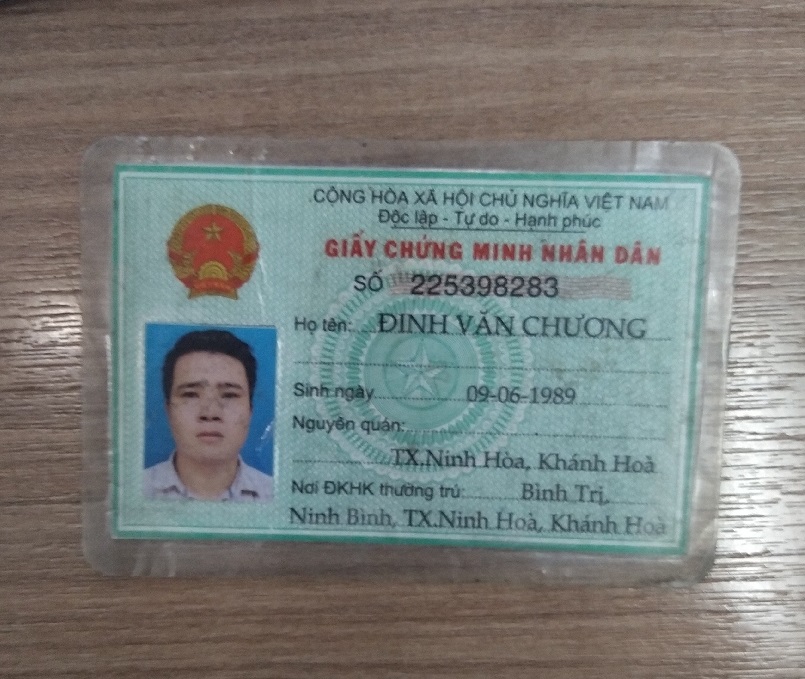 CỘNG HÒA XÃ HỘI CHỦ NGHĨA VIỆT NAM
Độc lập - Tự do - Hạnh phúc
GIẤY CHỨNG MINH NHÂN DÂN
SỐ 225398283
Họ tên: ĐINH VĂN CHƯƠNG
Sinh ngày 09-06-1989
Nguyên quán:
TX.Ninh Hòa, Khánh Hoà
Nơi ĐKHK thường trú: Bình Trị,
Ninh Bình, TX.Ninh Hoà, Khánh Hoà